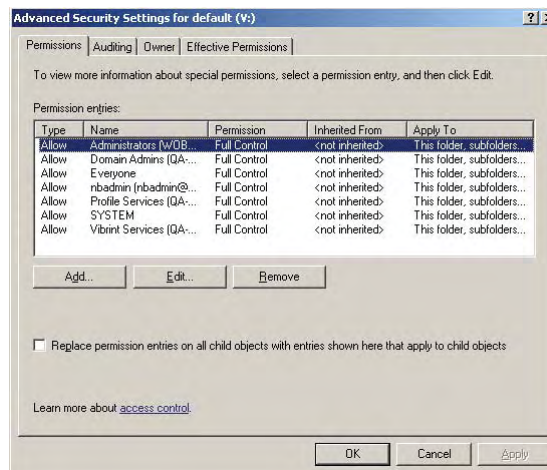 Advanced Security Settings for default (V:)
Permissions Auditing Owner Effective Permissions
To view more information about special permissions, select a permission entry, and then click Edit.
Permission entries:
Type Name Permission Inherited From Apply To
Allow Administrators (WOB... Full Control <not inherited> This folder, subfolders...
Allow Domain Admins (QA-... Full Control <not inherited> This folder, subfolders...
Allow Everyone Full Control <not inherited> This folder, subfolders...
Allow nbadmin (nbadmin@... Full Control <not inherited> This folder, subfolders...
Allow Profile Services (QA-... Full Control <not inherited> This folder, subfolders...
Allow SYSTEM Full Control <not inherited> This folder, subfolders...
Allow Vibrint Services (QA-... Full Control <not inherited> This folder, subfolders...
Add... Edit... Remove
Replace permission entries on all child objects with entries shown here that apply to child objects
Learn more about access control.
OK Cancel Apply